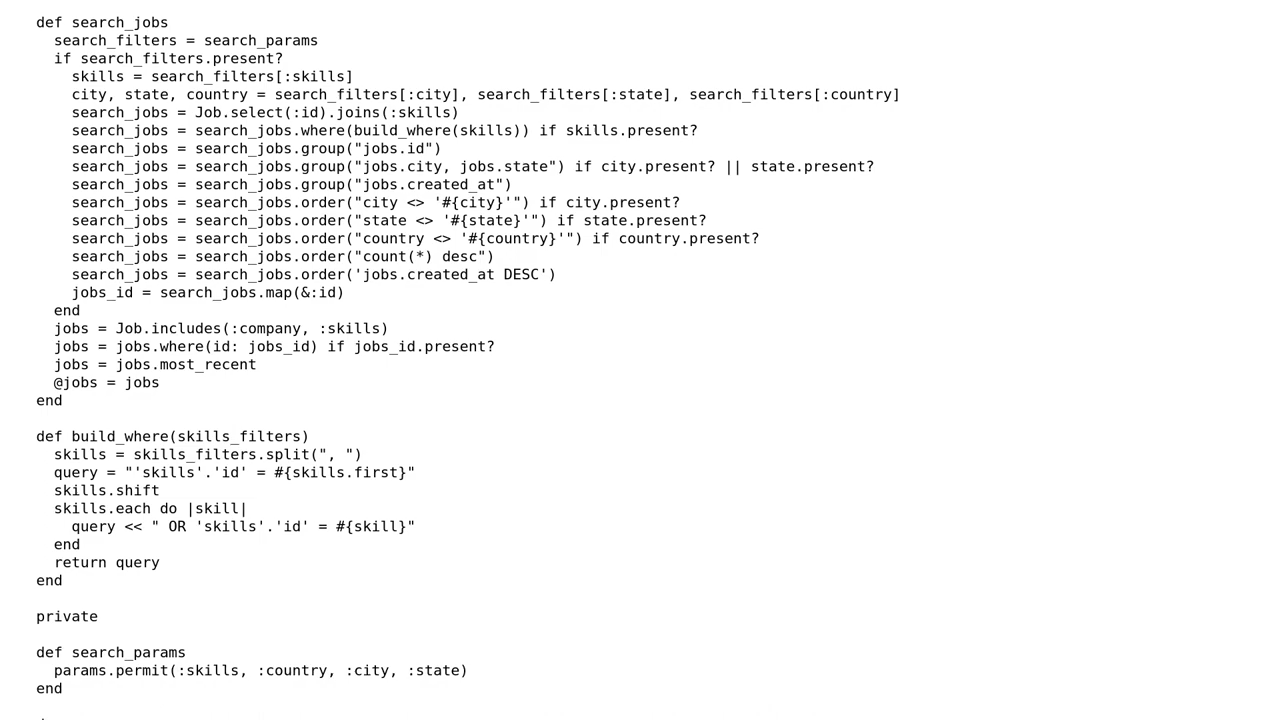 def search_jobs
  search_filters = search_params
  if search_filters.present?
    skills = search_filters[:skills]
    city, state, country = search_filters[:city], search_filters[:state], search_filters[:country]
    search_jobs = Job.select(:id).joins(:skills)
    search_jobs = search_jobs.where(build_where(skills)) if skills.present?
    search_jobs = search_jobs.group("jobs.id")
    search_jobs = search_jobs.group("jobs.city, jobs.state") if city.present? || state.present?
    search_jobs = search_jobs.group("jobs.created_at")
    search_jobs = search_jobs.order("city <> '#{city}'") if city.present?
    search_jobs = search_jobs.order("state <> '#{state}'") if state.present?
    search_jobs = search_jobs.order("country <> '#{country}'") if country.present?
    search_jobs = search_jobs.order("count(*) desc")
    search_jobs = search_jobs.order('jobs.created_at DESC')
    jobs_id = search_jobs.map(&:id)
  end
  jobs = Job.includes(:company, :skills)
  jobs = jobs.where(id: jobs_id) if jobs_id.present?
  jobs = jobs.most_recent
  @jobs = jobs
end

def build_where(skills_filters)
  skills = skills_filters.split(", ")
  query = "'skills'.'id' = #{skills.first}"
  skills.shift
  skills.each do |skill|
    query << " OR 'skills'.'id' = #{skill}"
  end
  return query
end

private

def search_params
  params.permit(:skills, :country, :city, :state)
end